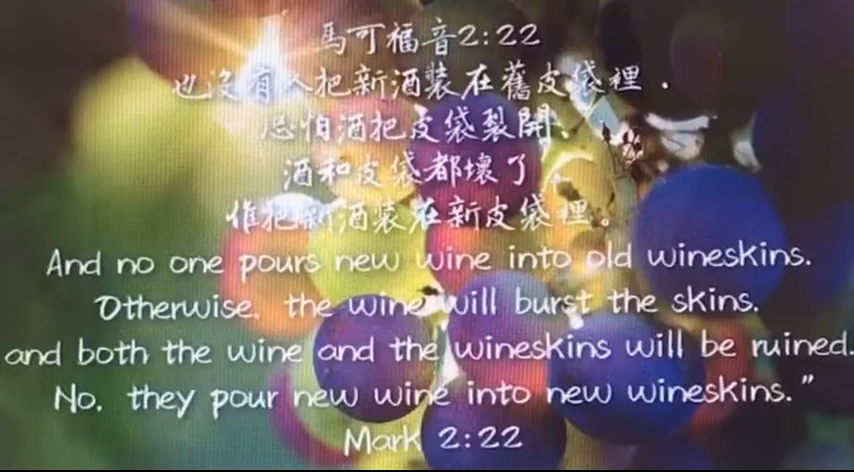 馬可福音2:22
也沒有人把新酒裝在舊皮袋裡．
恐怕酒把皮袋裂開、
酒和皮袋都壞了．
惟把新酒裝在新皮袋裡。
And no one pours new wine into old wineskins.
Otherwise, the wine will burst the skins,
and both the wine and the wineskins will be ruined.
No, they pour new wine into new wineskins.”
Mark 2:22